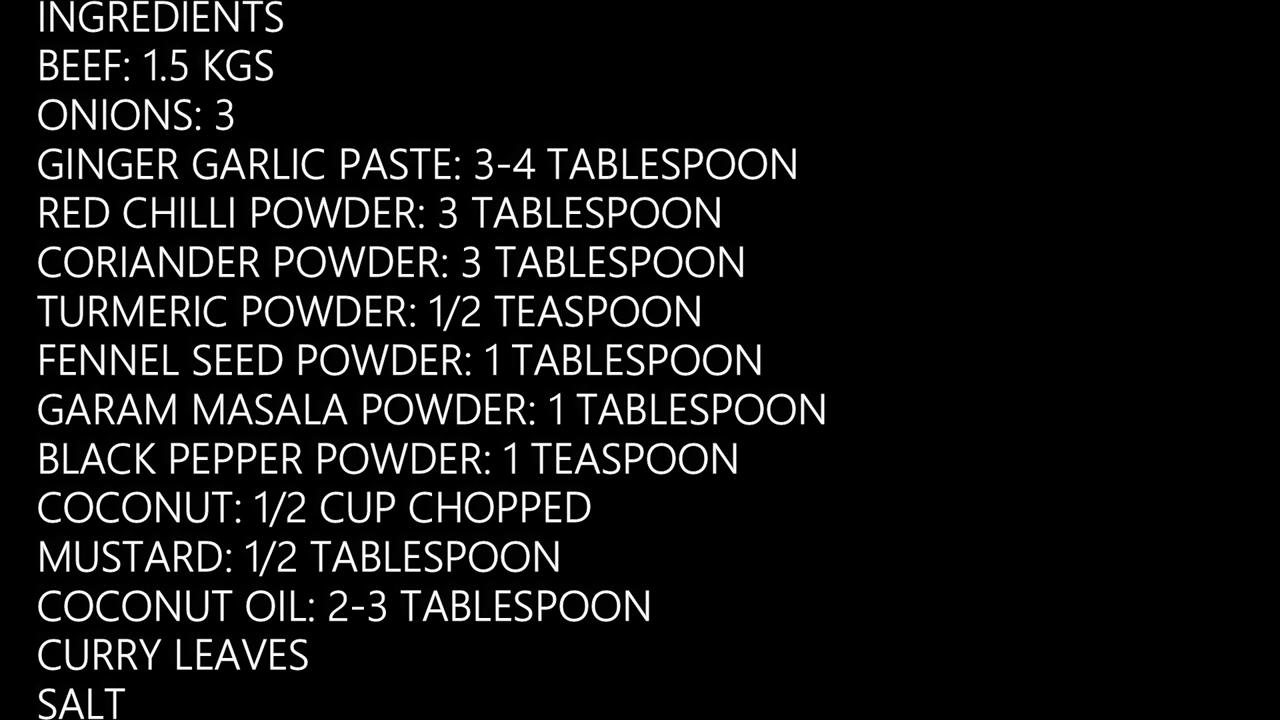 INGREDIENTS
BEEF: 1.5 KGS
ONIONS: 3
GINGER GARLIC PASTE: 3-4 TABLESPOON
RED CHILLI POWDER: 3 TABLESPOON
CORIANDER POWDER: 3 TABLESPOON
TURMERIC POWDER: 1/2 TEASPOON
FENNEL SEED POWDER: 1 TABLESPOON
GARAM MASALA POWDER: 1 TABLESPOON
BLACK PEPPER POWDER: 1 TEASPOON
COCONUT: 1/2 CUP CHOPPED
MUSTARD: 1/2 TABLESPOON
COCONUT OIL: 2-3 TABLESPOON
CURRY LEAVES
SALT